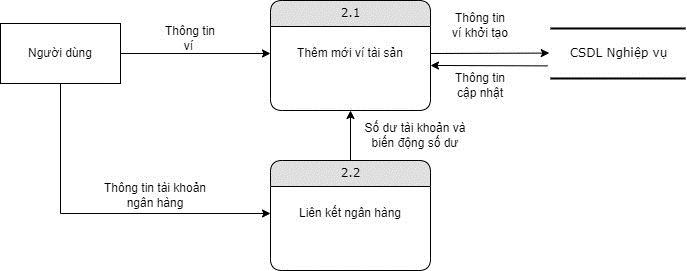 2.1
Thông tin
ví
Thông tin
ví khởi tạo
Người dùng
Thêm mới ví tài sản
CSDL Nghiệp vụ
Thông tin
cập nhật
Số dư tài khoản và
biến động số dư
2.2
Thông tin tài khoản
ngân hàng
Liên kết ngân hàng